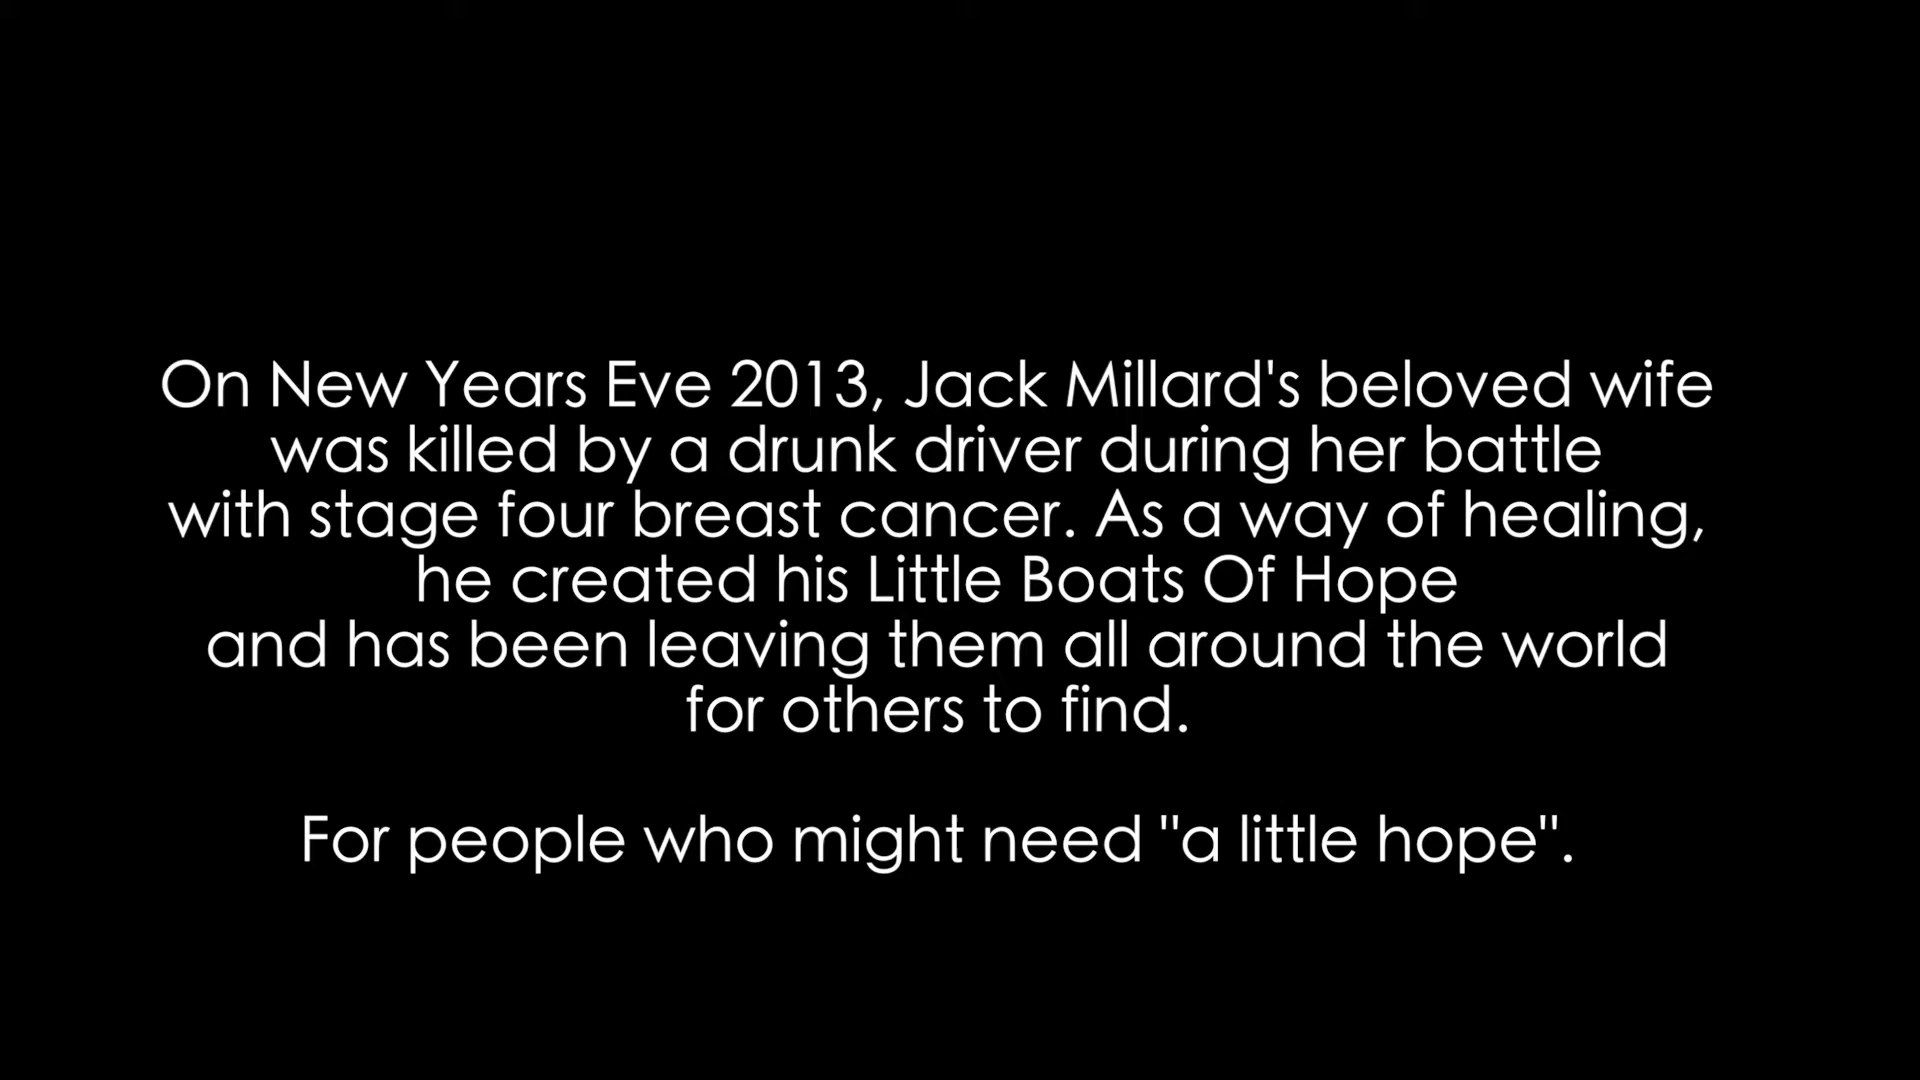 On New Years Eve 2013, Jack Millard's beloved wife
was killed by a drunk driver during her battle
with stage four breast cancer. As a way of healing,
he created his Little Boats Of Hope
and has been leaving them all around the world
for others to find.
For people who might need "a little hope".